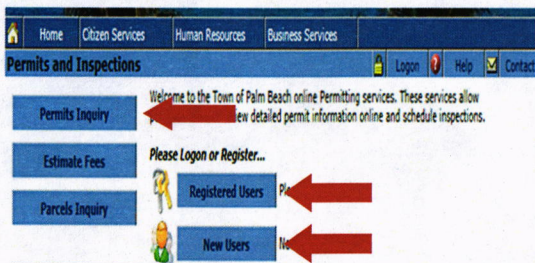 Home Citizen Services Human Resources Business Services
Permits and Inspections Logon Help Contact
Permits Inquiry
Estimate Fees
Parcels Inquiry
Welcome to the Town of Palm Beach online Permitting services. These services allow
view detailed permit information online and schedule inspections.
Please Logon or Register...
Registered Users
New Users